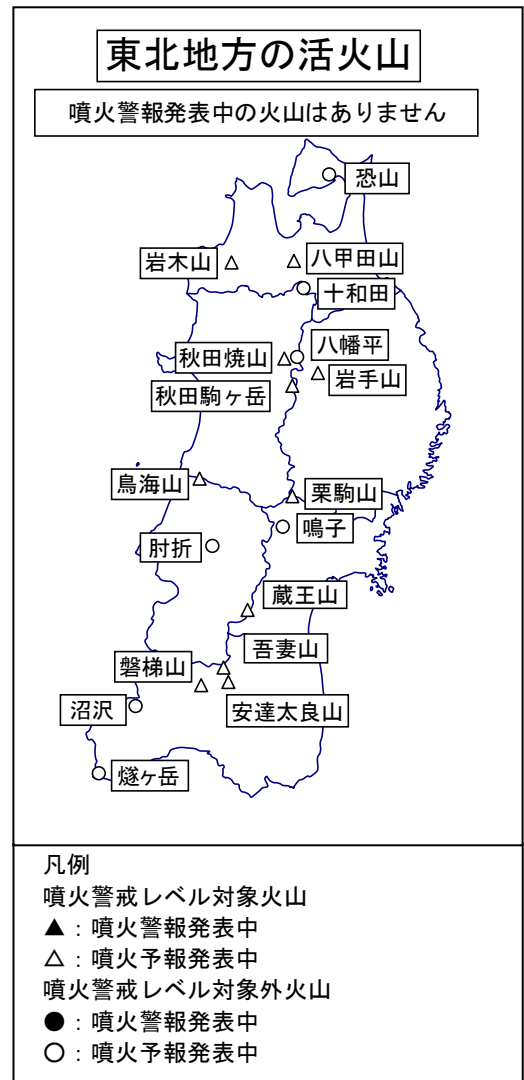 東北地方の活火山
噴火警報発表中の火山はありません
恐山
岩木山
八甲田山
十和田
八幡平
秋田焼山
岩手山
秋田駒ヶ岳
鳥海山
栗駒山
鳴子
肘折
蔵王山
吾妻山
磐梯山
沼沢
安達太良山
燧ヶ岳
凡例
噴火警戒レベル対象火山
▲：噴火警報発表中
△：噴火予報発表中
噴火警戒レベル対象外火山
●：噴火警報発表中
○：噴火予報発表中